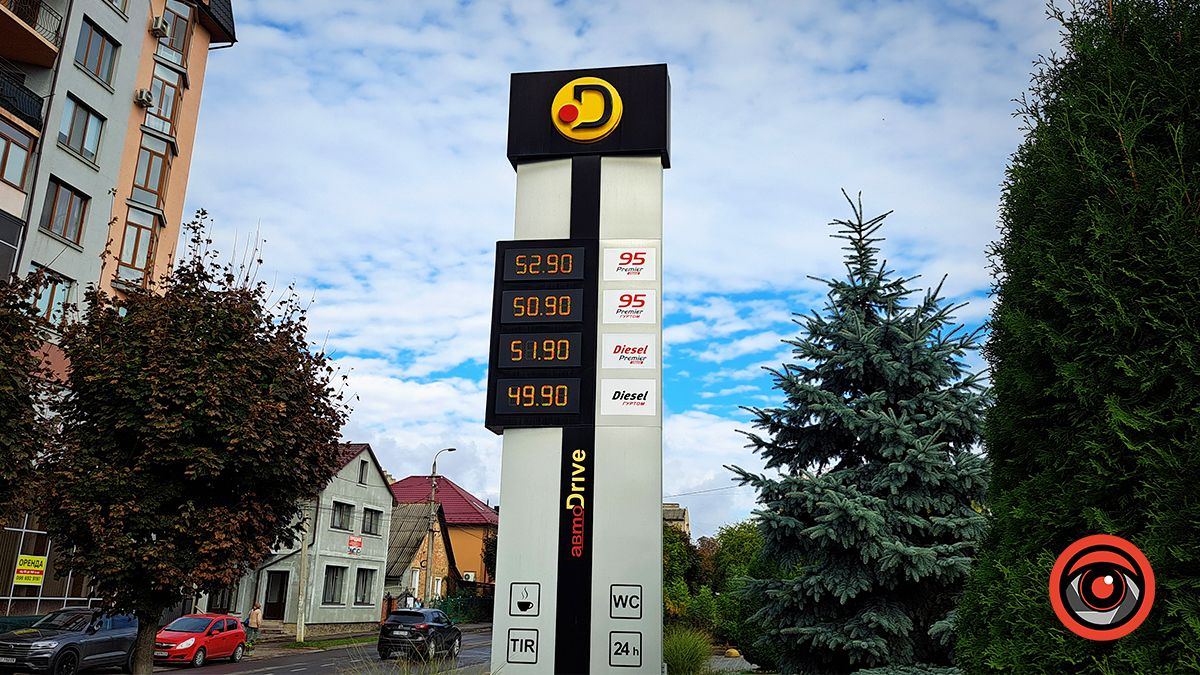 D
52.90
95
Premier
50.90
95
Premier
ГУРТОМ
51.90
Diesel
Premier
49.90
Diesel
ГУРТОМ
автоDrive
WC
TIR
24 h
ОРЕНДА